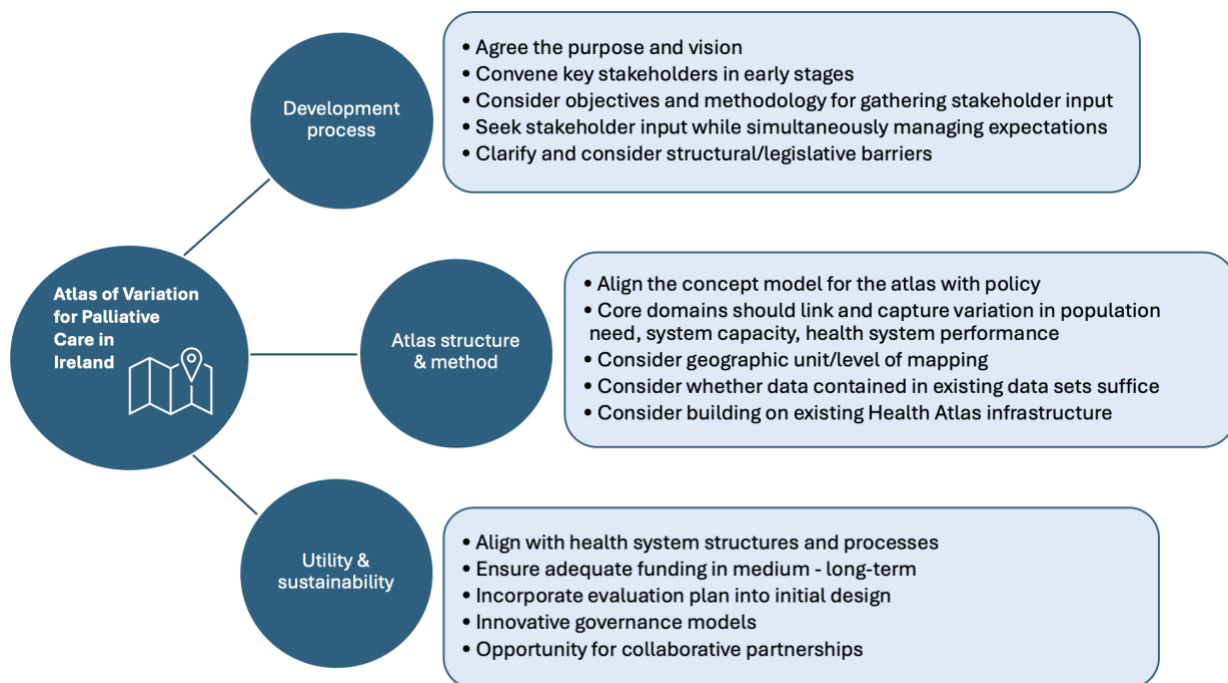 Development
process
• Agree the purpose and vision
• Convene key stakeholders in early stages
• Consider objectives and methodology for gathering stakeholder input
• Seek stakeholder input while simultaneously managing expectations
• Clarify and consider structural/legislative barriers
Atlas of Variation
for Palliative
Care in
Ireland
Atlas structure
& method
• Align the concept model for the atlas with policy
• Core domains should link and capture variation in population
need, system capacity, health system performance
• Consider geographic unit/level of mapping
• Consider whether data contained in existing data sets suffice
• Consider building on existing Health Atlas infrastructure
Utility &
sustainability
• Align with health system structures and processes
• Ensure adequate funding in medium - long-term
• Incorporate evaluation plan into initial design
• Innovative governance models
• Opportunity for collaborative partnerships